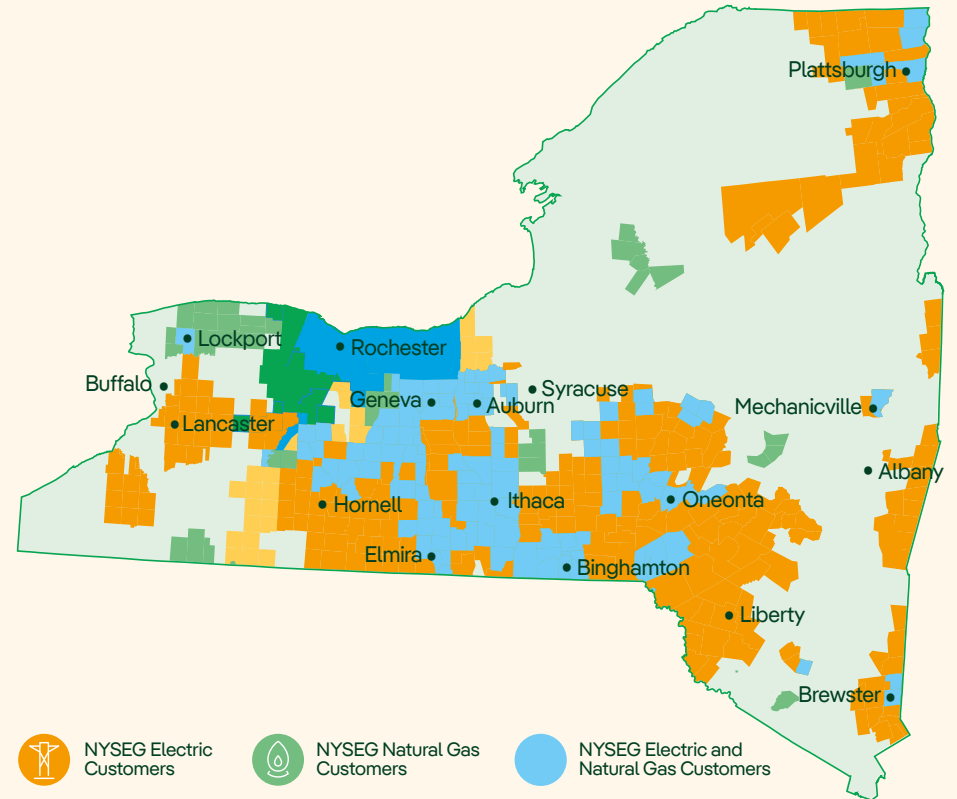 Plattsburgh
Lockport
Rochester
Buffalo
Geneva
Auburn
Syracuse
Mechanicville
Lancaster
Albany
Hornell
Ithaca
Oneonta
Elmira
Binghamton
Liberty
Brewster
NYSEG Electric
Customers
NYSEG Natural Gas
Customers
NYSEG Electric and
Natural Gas Customers